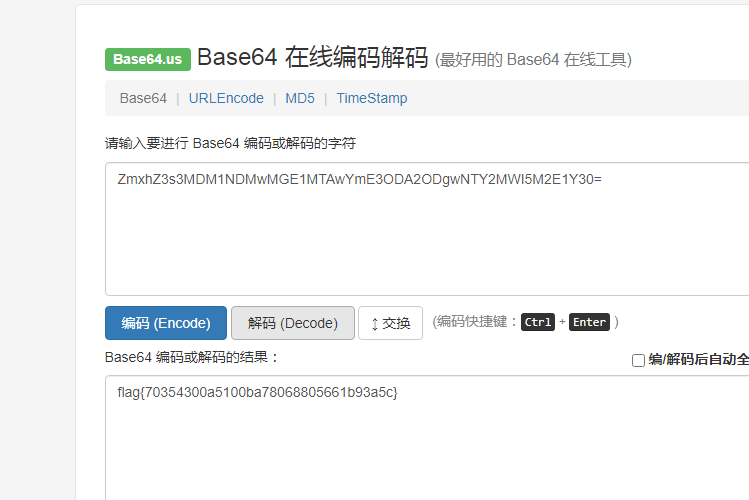 Base64.us Base64 在线编码解码 (最好用的 Base64 在线工具)
Base64 | URLEncode | MD5 | TimeStamp
请输入要进行 Base64 编码或解码的字符
ZmxhZ3s3MDM1NDMwMGE1MTAwYmE3ODA2ODgwNTY2MWI5M2E1Y30=
编码 (Encode) 解码 (Decode) ↕ 交换 (编码快捷键：Ctrl + Enter )
Base64 编码或解码的结果： 编/解码后自动全
flag{70354300a5100ba78068805661b93a5c}